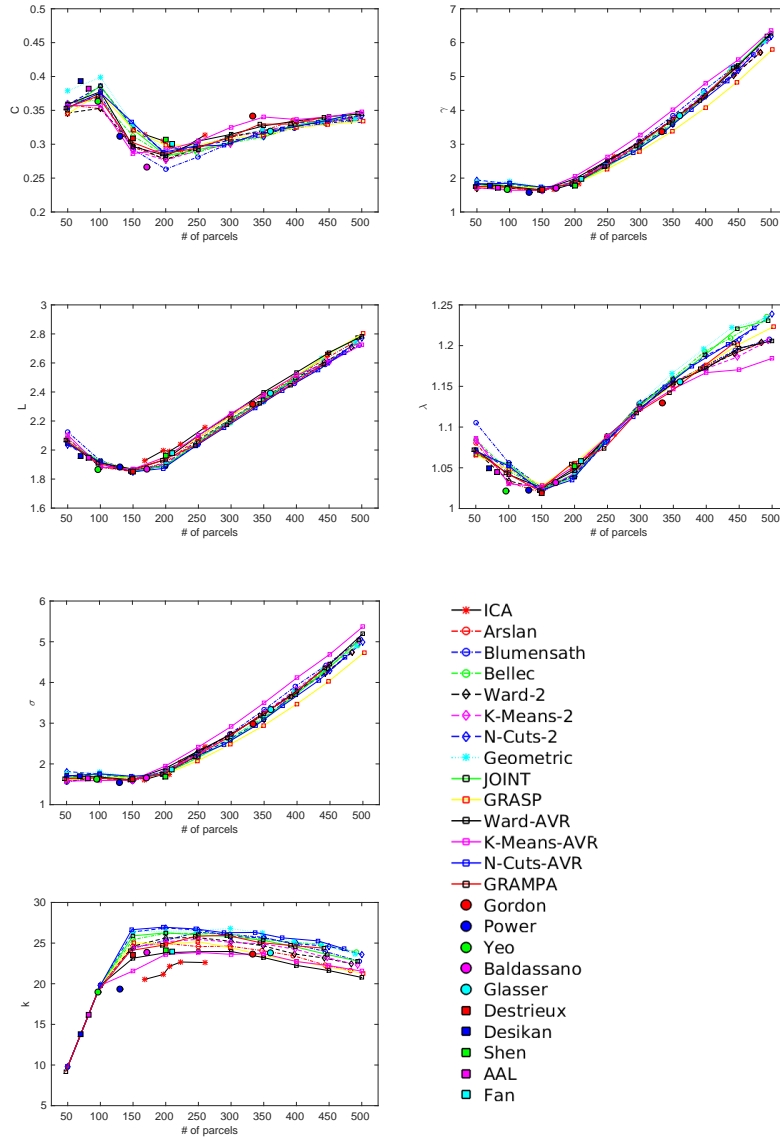 0.5
0.45
0.4
0.35
0.3
0.25
0.2
C
50 100 150 200 250 300 350 400 450 500
# of parcels
7
6
5
4
3
2
1
γ
50 100 150 200 250 300 350 400 450 500
# of parcels
3
2.8
2.6
2.4
2.2
2
1.8
1.6
L
50 100 150 200 250 300 350 400 450 500
# of parcels
1.25
1.2
1.15
1.1
1.05
1
λ
50 100 150 200 250 300 350 400 450 500
# of parcels
6
5
4
3
2
1
σ
50 100 150 200 250 300 350 400 450 500
# of parcels
30
25
20
15
10
5
k
50 100 150 200 250 300 350 400 450 500
# of parcels
ICA
Arslan
Blumensath
Bellec
Ward-2
K-Means-2
N-Cuts-2
Geometric
JOINT
GRASP
Ward-AVR
K-Means-AVR
N-Cuts-AVR
GRAMPA
Gordon
Power
Yeo
Baldassano
Glasser
Destrieux
Desikan
Shen
AAL
Fan